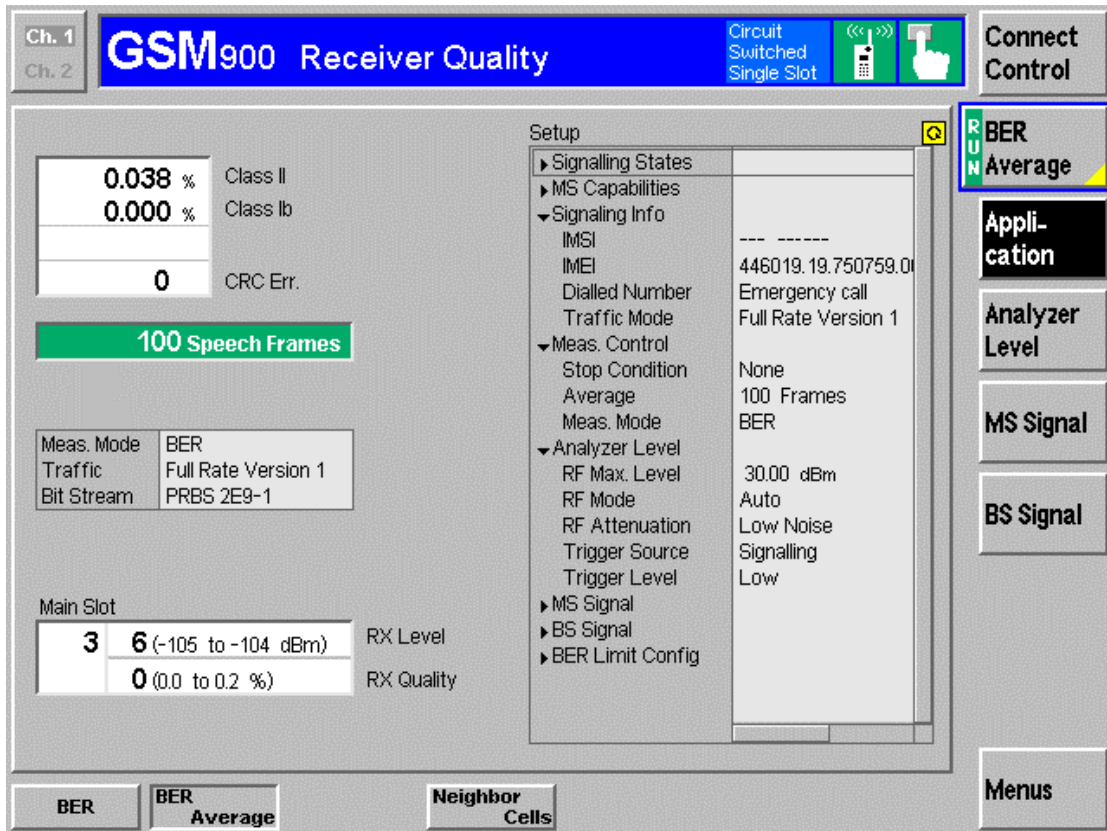 Ch. 1
Ch. 2
GSM900 Receiver Quality
Circuit
Switched
Single Slot
Connect
Control
0.038 % Class II
0.000 % Class Ib
0 CRC Err.
100 Speech Frames
Meas. Mode BER
Traffic Full Rate Version 1
Bit Stream PRBS 2E9-1
Main Slot
3 6 (-105 to -104 dBm) RX Level
0 (0.0 to 0.2 %) RX Quality
Setup
Signalling States
MS Capabilities
Signaling Info
IMSI --- ------
IMEI 446019.19.750759.0
Dialled Number Emergency call
Traffic Mode Full Rate Version 1
Meas. Control
Stop Condition None
Average 100 Frames
Meas. Mode BER
Analyzer Level
RF Max. Level 30.00 dBm
RF Mode Auto
RF Attenuation Low Noise
Trigger Source Signalling
Trigger Level Low
MS Signal
BS Signal
BER Limit Config
RUN
BER
Average
Appli-
cation
Analyzer
Level
MS Signal
BS Signal
Menus
BER
BER
Average
Neighbor
Cells